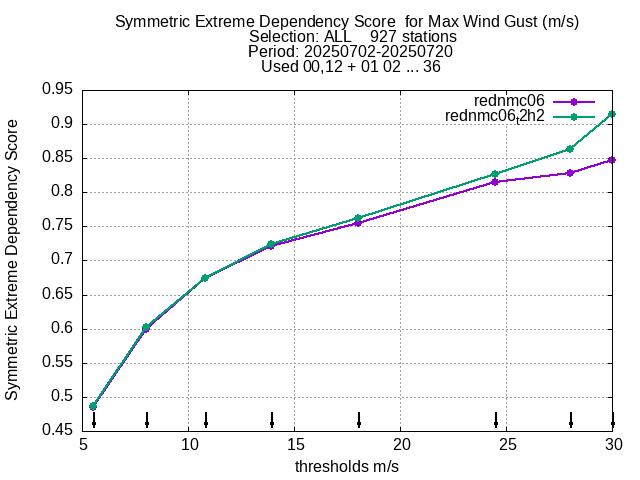 Symmetric Extreme Dependency Score  for Max Wind Gust (m/s)
Selection: ALL    927 stations
Period: 20250702-20250720
Used 00,12 + 01 02 ... 36
rednmc06
rednmc06,2h2
Symmetric Extreme Dependency Score
0.95
0.9
0.85
0.8
0.75
0.7
0.65
0.6
0.55
0.5
0.45
5 10 15 20 25 30
thresholds m/s